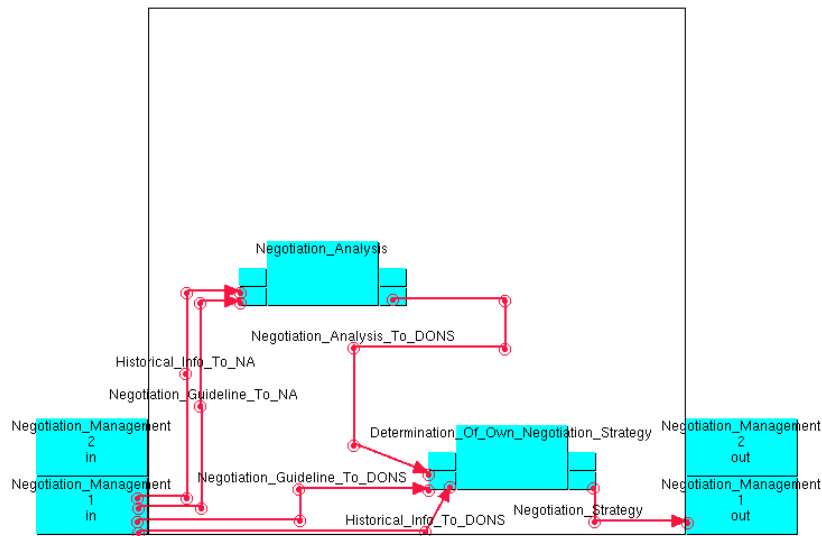 Negotiation_Analysis
Negotiation_Analysis_To_DONS
Historical_Info_To_NA
Negotiation_Guideline_To_NA
Negotiation_Management
2
in
Determination_Of_Own_Negotiation_Strategy
Negotiation_Management
2
out
Negotiation_Management
1
in
Negotiation_Guideline_To_DONS
Historical_Info_To_DONS
Negotiation_Strategy
Negotiation_Management
1
out